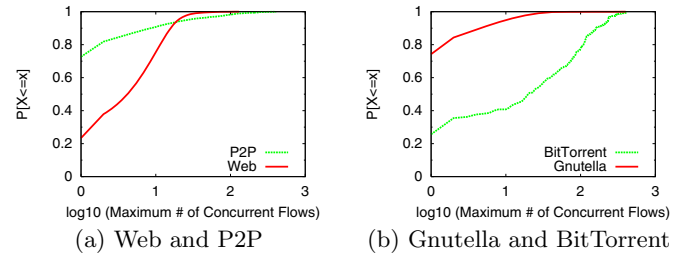 P[X<=x]
1
0.8
0.6
0.4
0.2
0
P2P
Web
0 1 2 3
log10 (Maximum # of Concurrent Flows)
(a) Web and P2P
P[X<=x]
1
0.8
0.6
0.4
0.2
0
BitTorrent
Gnutella
0 1 2 3
log10 (Maximum # of Concurrent Flows)
(b) Gnutella and BitTorrent